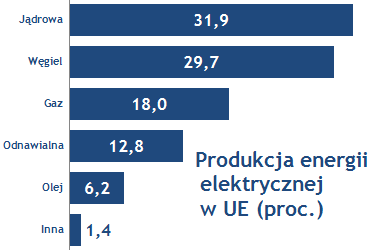 Jądrowa 31,9
Węgiel 29,7
Gaz 18,0
Odnawialna 12,8
Olej 6,2
Inna 1,4
Produkcja energii
elektrycznej
w UE (proc.)